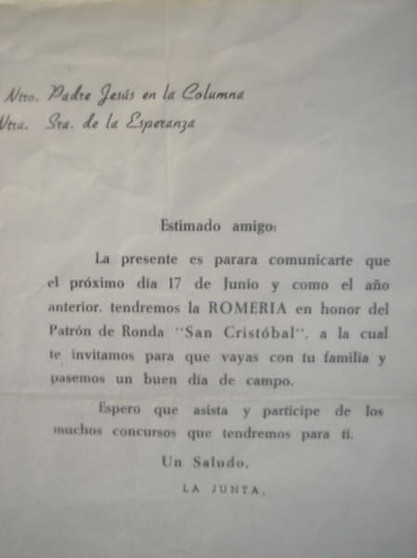 Ntro. Padre Jesús en la Columna
Ntra. Sra. de la Esperanza
Estimado amigo:
La presente es parara comunicarte que
el próximo día 17 de Junio y como el año
anterior, tendremos la ROMERIA en honor del
Patrón de Ronda "San Cristóbal", a la cual
te invitamos para que vayas con tu familia y
pasemos un buen día de campo.
Espero que asista y participe de los
muchos concursos que tendremos para ti.
Un Saludo,
LA JUNTA,